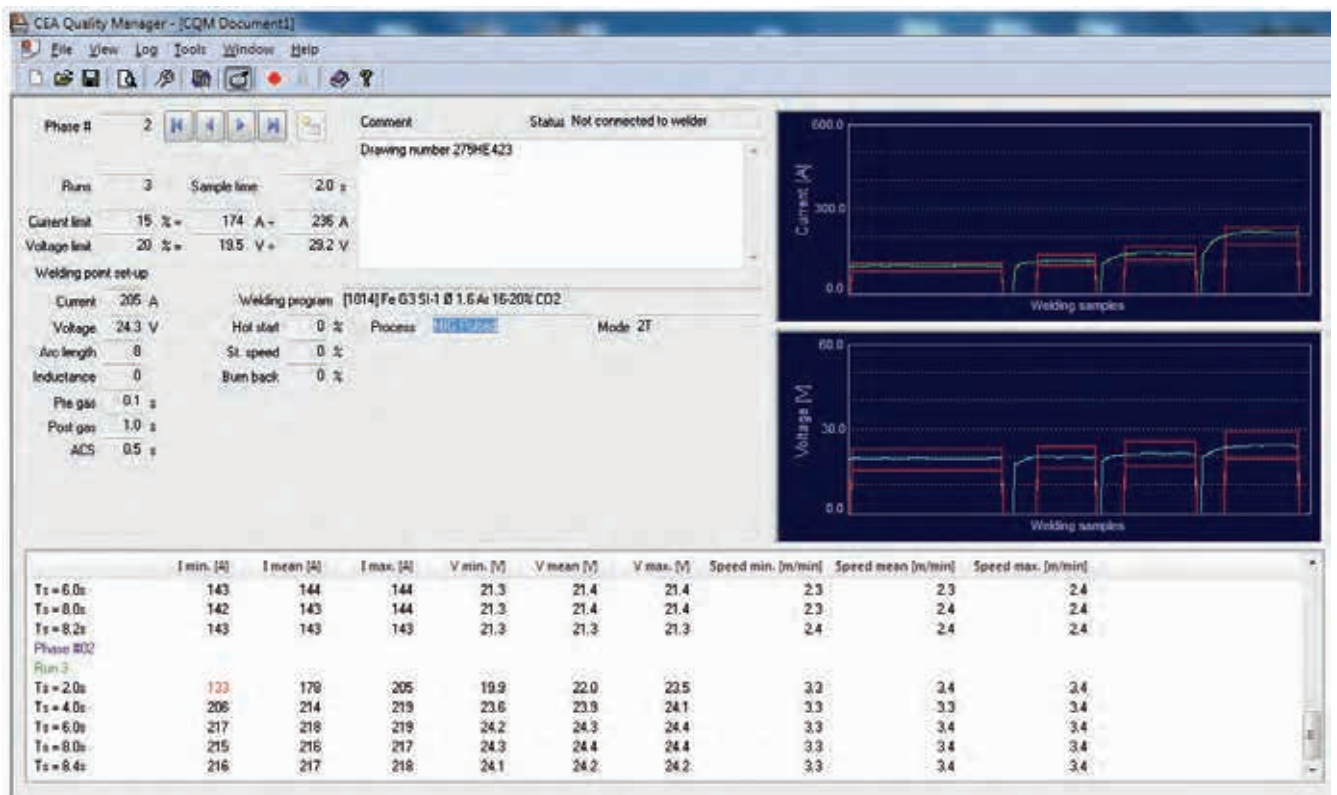 CEA Quality Manager - [CQM Document1]
File View Log Tools Window Help
Phase # 2
Comment
Status Not connected to welder
Drawing number 275HE423
Runs 3 Sample time 2.0 s
Current limit 15 % = 174 A ÷ 236 A
Voltage limit 20 % = 19.5 V ÷ 29.2 V
Welding point set-up
Current 205 A
Welding program [1014] Fe G3 SI-1 Ø 1.6 Ar 16-20% CO2
Voltage 24.3 V Hot start 0 % Process MIG Pulsed Mode 2T
Arc length 8 St. speed 0 %
Inductance 0 Burn back 0 %
Pre gas 0.1 s
Post gas 1.0 s
ACS 0.5 s
600.0
Current [A]
300.0
0.0
Welding samples
60.0
Voltage [V]
30.0
0.0
Welding samples
I min. [A] I mean [A] I max. [A] V min. [V] V mean [V] V max. [V] Speed min. [m/min] Speed mean [m/min] Speed max. [m/min]
Ts = 6.0s 143 144 144 21.3 21.4 21.4 2.3 2.3 2.4
Ts = 8.0s 142 143 144 21.3 21.4 21.4 2.3 2.4 2.4
Ts = 8.2s 143 143 143 21.3 21.3 21.3 2.4 2.4 2.4
Phase #02
Run 3
Ts = 2.0s 133 178 205 19.9 22.0 23.5 3.3 3.4 3.4
Ts = 4.0s 206 214 219 23.6 23.9 24.1 3.3 3.3 3.4
Ts = 6.0s 217 218 219 24.2 24.3 24.4 3.3 3.4 3.4
Ts = 8.0s 215 216 217 24.3 24.4 24.4 3.3 3.4 3.4
Ts = 8.4s 216 217 218 24.1 24.2 24.2 3.3 3.4 3.4